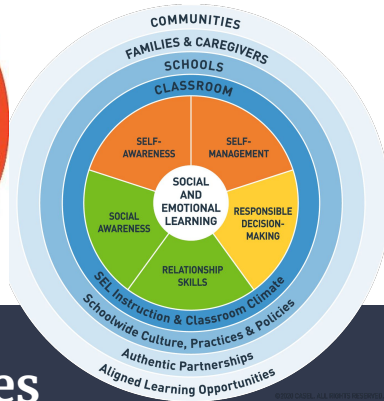 COMMUNITIES
FAMILIES & CAREGIVERS
SCHOOLS
CLASSROOM
SELF-
AWARENESS
SELF-
MANAGEMENT
SOCIAL
AND
EMOTIONAL
LEARNING
SOCIAL
AWARENESS
RESPONSIBLE
DECISION-
MAKING
RELATIONSHIP
SKILLS
SEL Instruction & Classroom Climate
Schoolwide Culture, Practices & Policies
Authentic Partnerships
Aligned Learning Opportunities
es